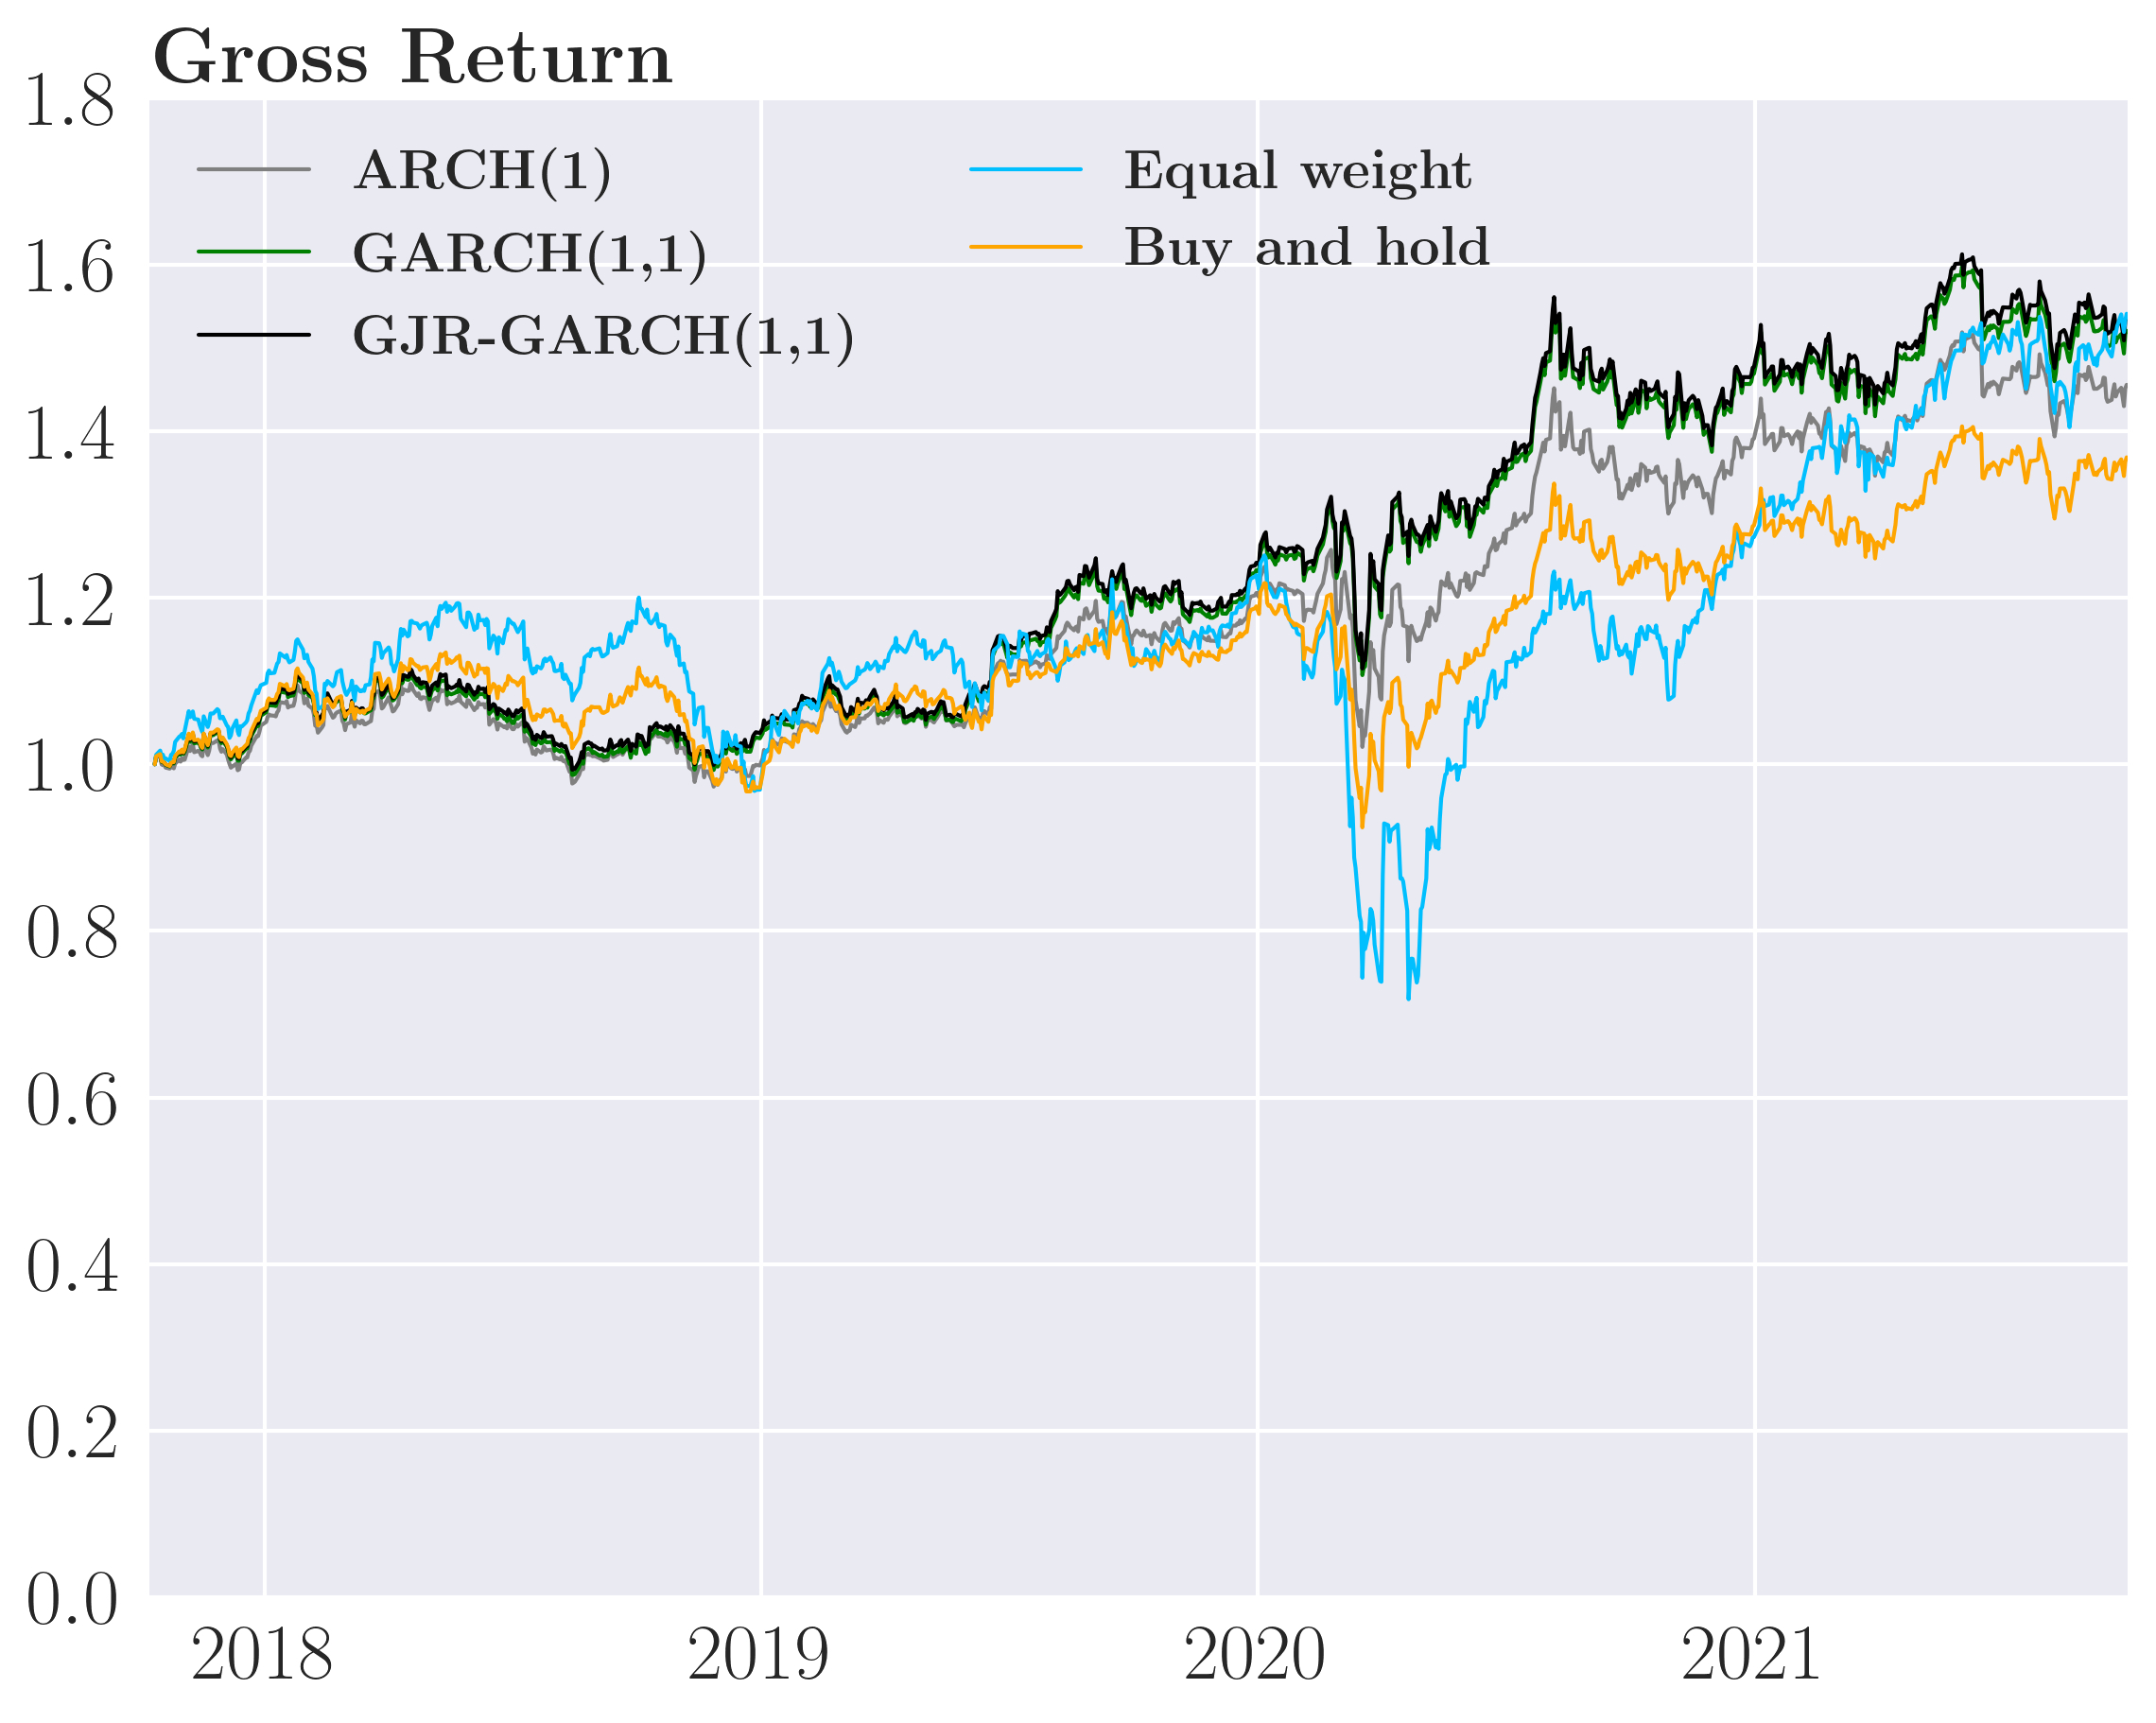 Gross Return
1.8
1.6
1.4
1.2
1.0
0.8
0.6
0.4
0.2
0.0
ARCH(1)
GARCH(1,1)
GJR-GARCH(1,1)
Equal weight
Buy and hold
2018 2019 2020 2021